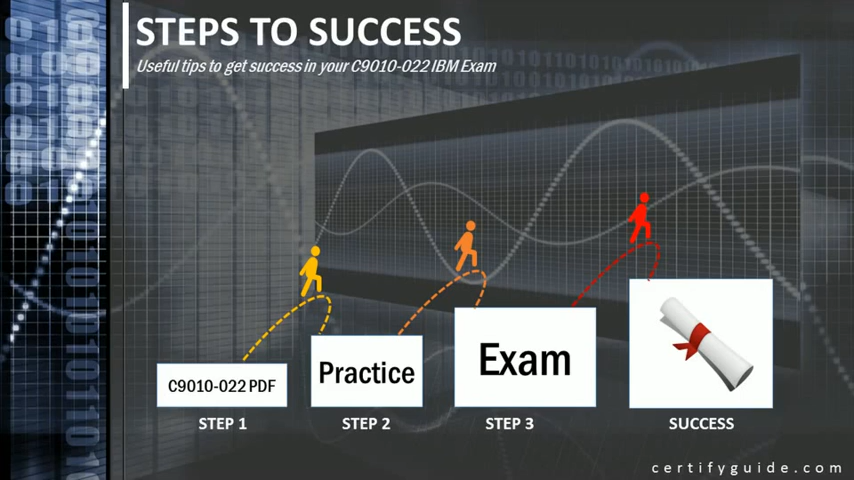 STEPS TO SUCCESS
Useful tips to get success in your C9010-022 IBM Exam
C9010-022 PDF
Practice
Exam
STEP 1
STEP 2
STEP 3
SUCCESS
certifyguide.com